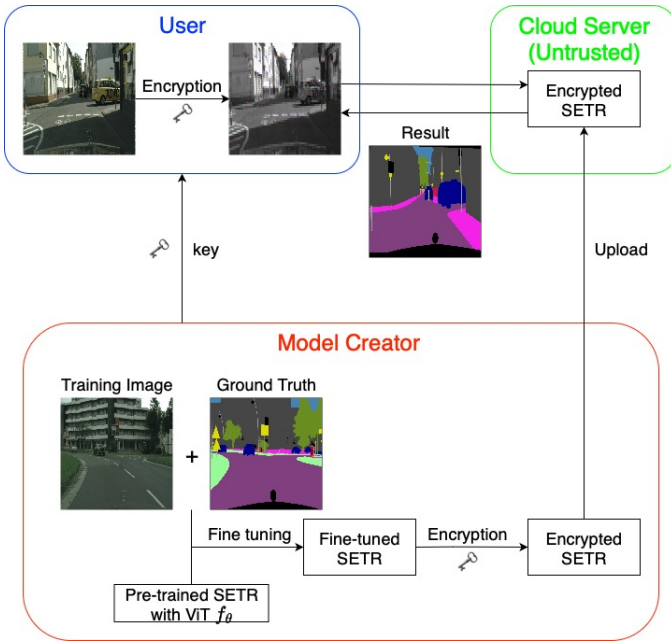 User
Cloud Server
(Untrusted)
Encryption
Encrypted
SETR
Result
key
Upload
Model Creator
Training Image
Ground Truth
+
Fine tuning
Fine-tuned
SETR
Encryption
Encrypted
SETR
Pre-trained SETR
with ViT fθ